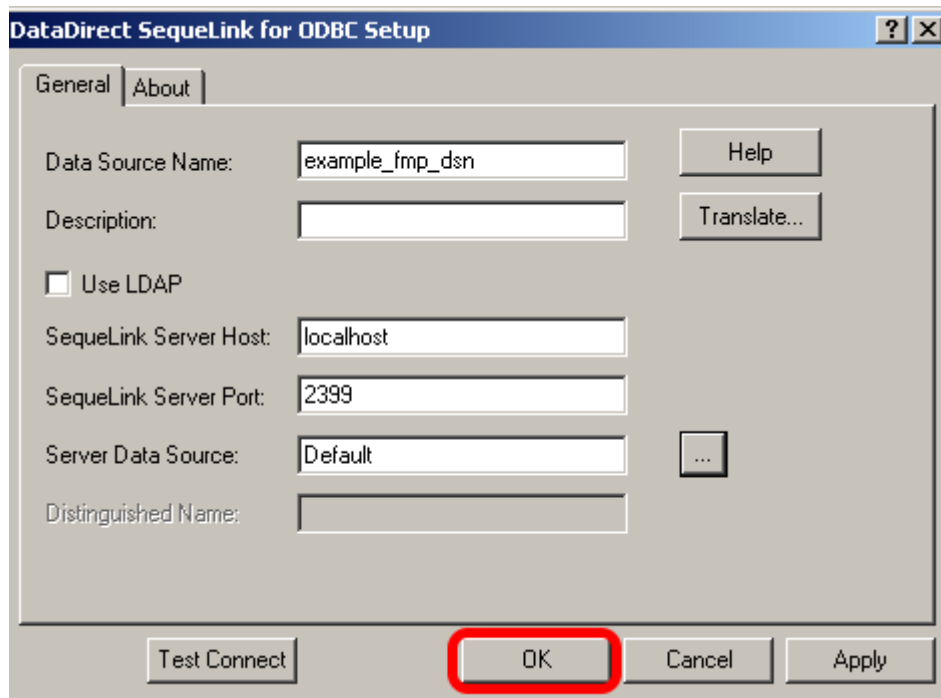 DataDirect SequeLink for ODBC Setup
General
About
Data Source Name: example_fmp_dsn
Help
Description:
Translate...
Use LDAP
SequeLink Server Host: localhost
SequeLink Server Port: 2399
Server Data Source: Default
...
Distinguished Name:
Test Connect
OK
Cancel
Apply